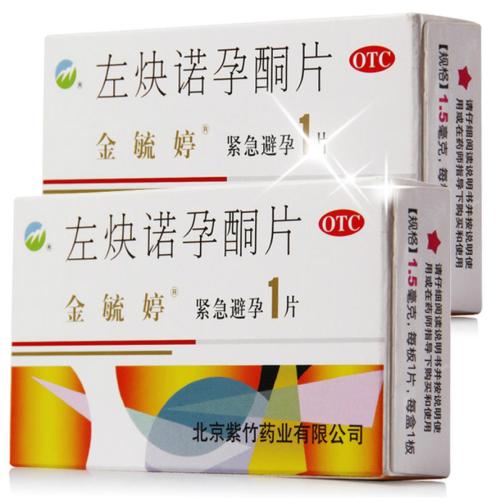 左炔诺孕酮片
OTC
金毓婷®
紧急避孕1片
【规格】1.5毫克，每
请仔细阅读说明书并按说明使
用或在药师指导下购买和使用
左炔诺孕酮片
OTC
金毓婷®
紧急避孕1片
北京紫竹药业有限公司
【规格】1.5毫克，每板1片，每盒1板
请仔细阅读说明书并按说明使
用或在药师指导下购买和使用